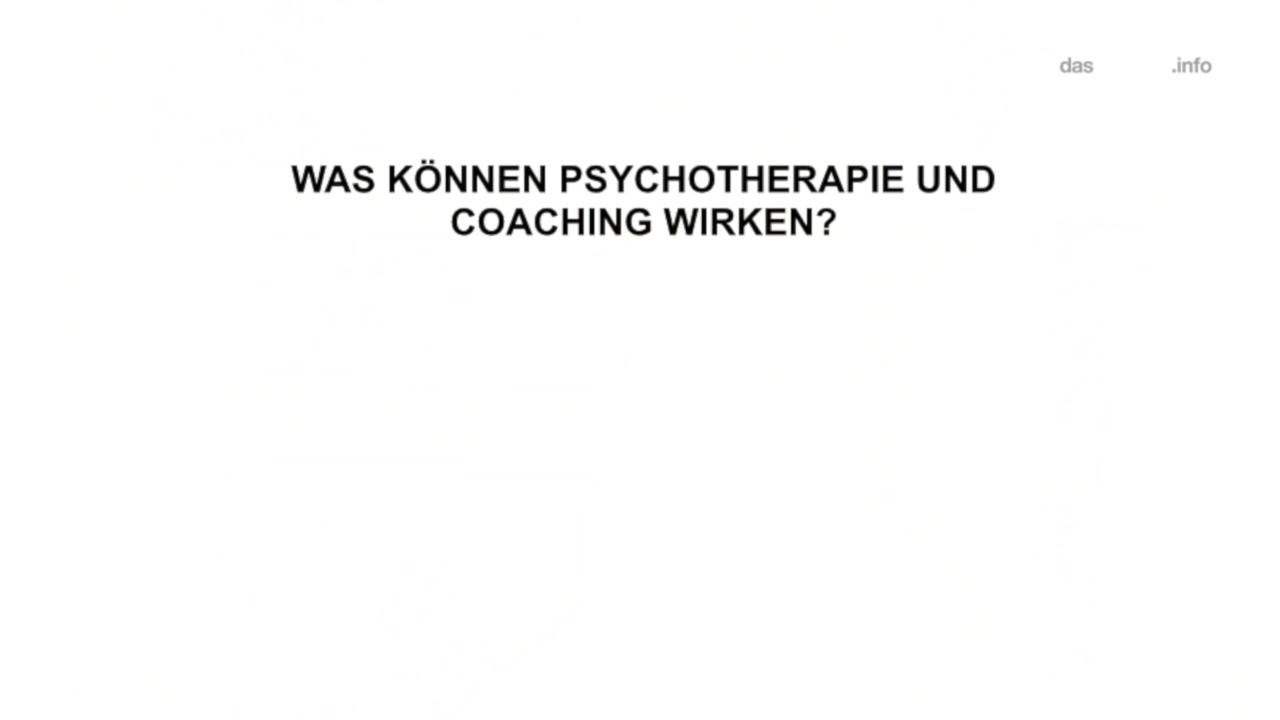 das .info
WAS KÖNNEN PSYCHOTHERAPIE UND
COACHING WIRKEN?